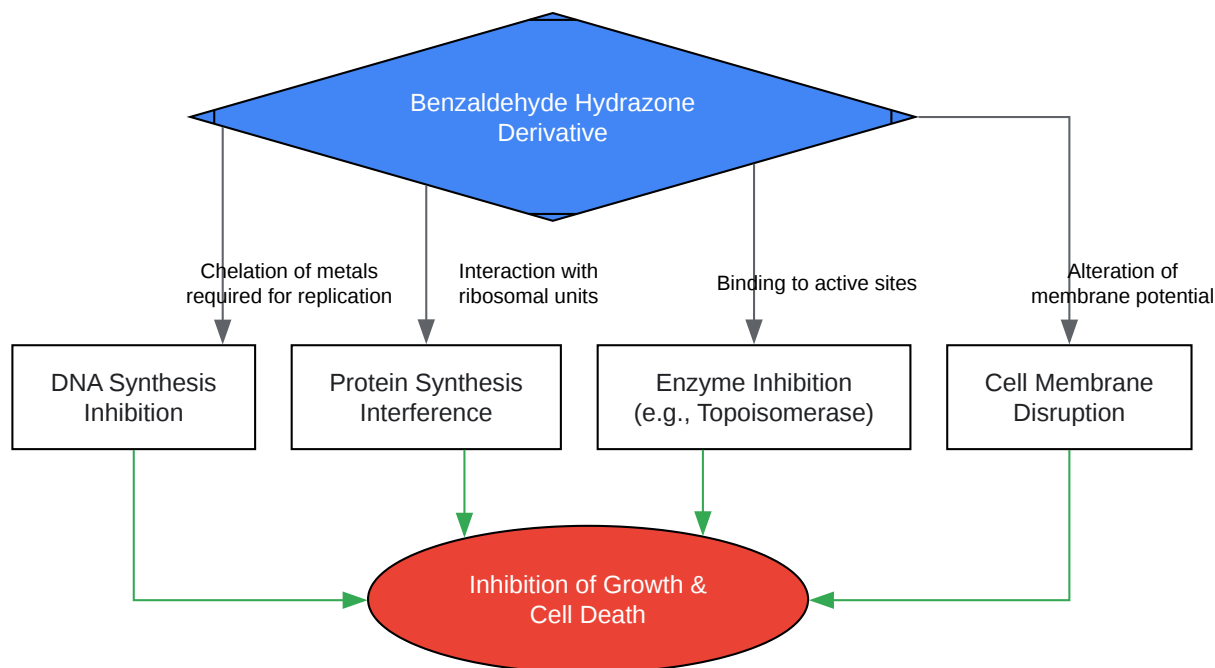 Benzaldehyde Hydrazone
Derivative
Chelation of metals
required for replication
Interaction with
ribosomal units
Binding to active sites
Alteration of
membrane potential
DNA Synthesis
Inhibition
Protein Synthesis
Interference
Enzyme Inhibition
(e.g., Topoisomerase)
Cell Membrane
Disruption
Inhibition of Growth &
Cell Death